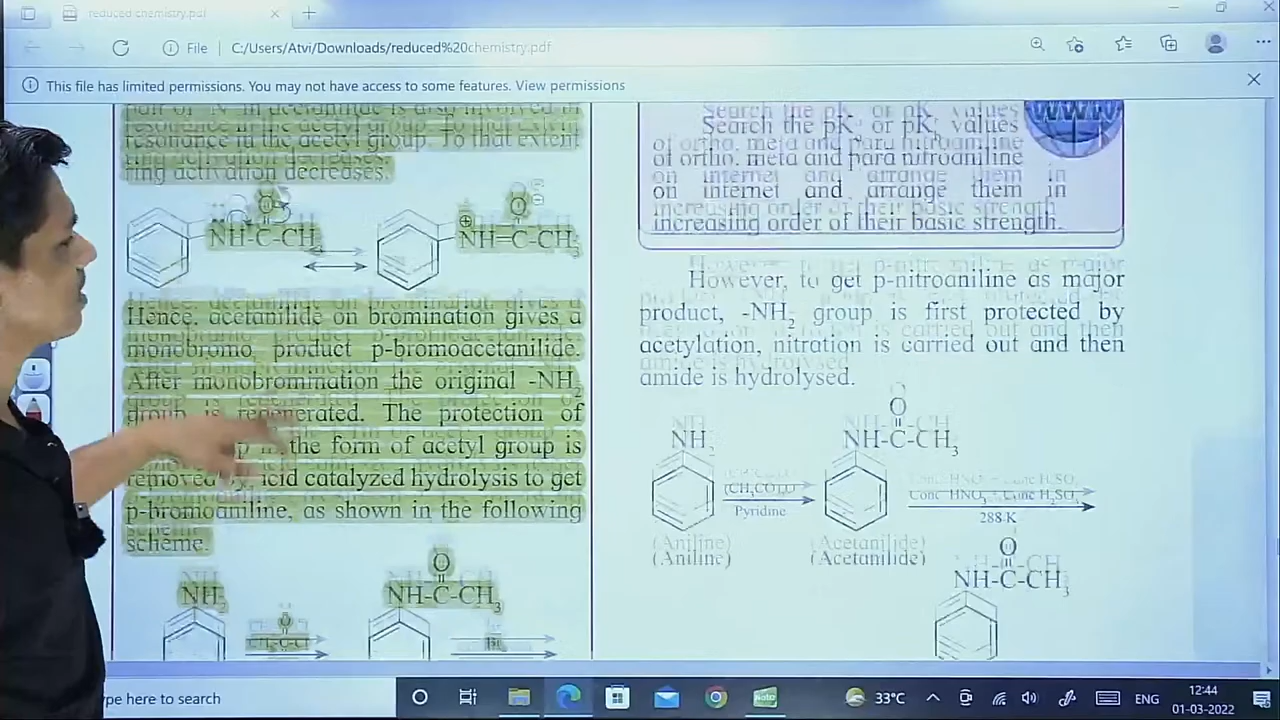 reduced chemistry.pdf
File
C:/Users/Atvi/Downloads/reduced%20chemistry.pdf
This file has limited permissions. You may not have access to some features. View permissions
resonance in the acetyl group. To that extent
ring activation decreases.
NH-C-CH3
NH=C-CH3
Hence, acetanilide on bromination gives a
monobromo product p-bromoacetanilide.
After monobromination the original -NH2
group is regenerated. The protection of
the form of acetyl group is
removed by acid catalyzed hydrolysis to get
p-bromoaniline, as shown in the following
scheme.
NH2
O
NH-C-CH3
Search the pKa or pKb values
of ortho, meta and para nitroaniline
on internet and arrange them in
increasing order of their basic strength.
However, to get p-nitroaniline as major
product, -NH2 group is first protected by
acetylation, nitration is carried out and then
amide is hydrolysed.
O
NH2
NH-C-CH3
(CH3CO)2O
Pyridine
Conc HNO3 + Conc H2SO4
288 K
(Aniline)
(Acetanilide)
O
NH-C-CH3
ype here to search
33°C
ENG
12:44
01-03-2022